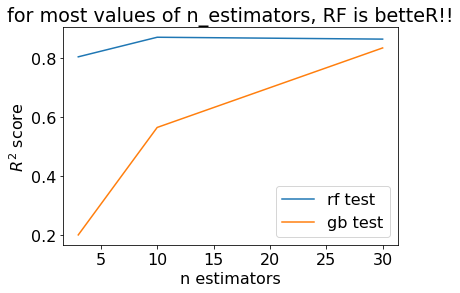 for most values of n_estimators, RF is betteR!!
0.8
0.6
0.4
0.2
R² score
rf test
gb test
5 10 15 20 25 30
n estimators